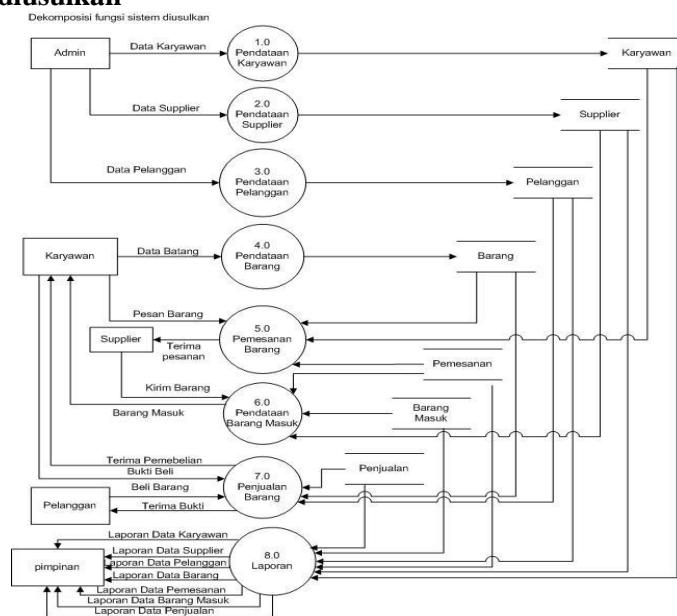 diusulkan
Dekomposisi fungsi sistem diusulkan
Admin
Data Karyawan
1.0
Pendataan
Karyawan
Karyawan
Data Supplier
2.0
Pendataan
Supplier
Supplier
Data Pelanggan
3.0
Pendataan
Pelanggan
Pelanggan
Karyawan
Data Batang
4.0
Pendataan
Barang
Barang
Pesan Barang
5.0
Pemesanan
Barang
Supplier
Terima
pesanan
Pemesanan
Kirim Barang
Barang Masuk
6.0
Pendataan
Barang Masuk
Barang
Masuk
Terima Pemebelian
Bukti Beli
7.0
Penjualan
Barang
Penjualan
Pelanggan
Beli Barang
Terima Bukti
pimpinan
Laporan Data Karyawan
Laporan Data Supplier
aporan Data Pelanggan
Laporan Data Barang
Laporan Data Pemesanan
Laporan Data Barang Masuk
Laporan Data Penjualan
8.0
Laporan